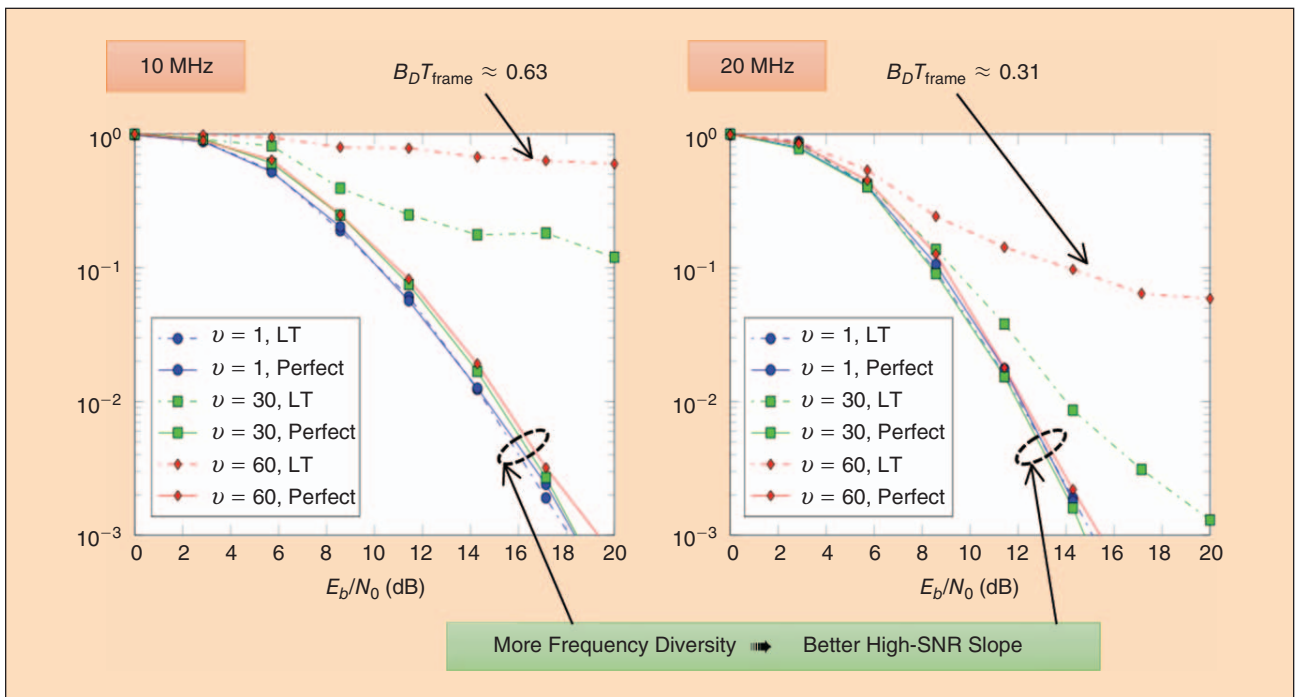 10 MHz
B_D T_frame ≈ 0.63
10^0
10^−1
10^−2
10^−3
υ = 1, LT
υ = 1, Perfect
υ = 30, LT
υ = 30, Perfect
υ = 60, LT
υ = 60, Perfect
0 2 4 6 8 10 12 14 16 18 20
E_b/N_0 (dB)
20 MHz
B_D T_frame ≈ 0.31
10^0
10^−1
10^−2
10^−3
υ = 1, LT
υ = 1, Perfect
υ = 30, LT
υ = 30, Perfect
υ = 60, LT
υ = 60, Perfect
0 2 4 6 8 10 12 14 16 18 20
E_b/N_0 (dB)
More Frequency Diversity ➠ Better High-SNR Slope